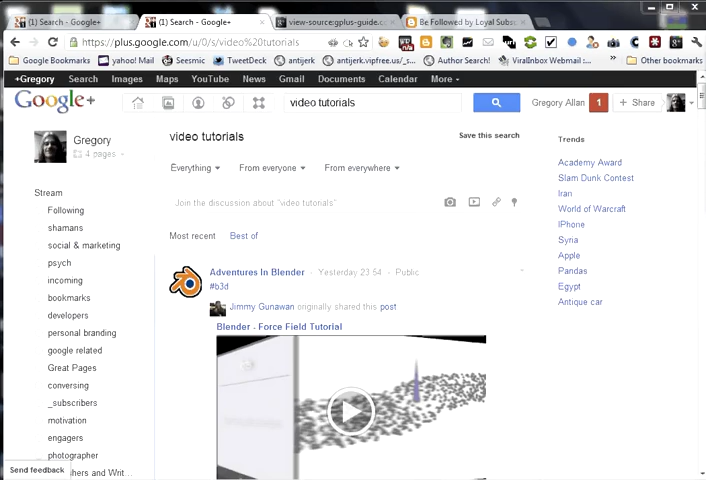 (1) Search - Google+
(1) Search - Google+
view-source:gplus-guide.c
Be Followed by Loyal Subsc
https://plus.google.com/u/0/s/video%20tutorials
Google Bookmarks
yahoo! Mail
Seesmic
TweetDeck
antijerk
antijerk.vipfree.us/_s...
ViralInbox Webmail :...
Other bookmarks
+Gregory Search Images Maps YouTube News Gmail Documents Calendar More
Google+
video tutorials
Gregory Allan
1
+ Share
Gregory
4 pages
Stream
Following
shamans
social & marketing
psych
incoming
bookmarks
developers
personal branding
google related
Great Pages
conversing
_subscribers
motivation
engagers
photographer
hers and Writ...
Send feedback
video tutorials
Save this search
Everything From everyone From everywhere
Join the discussion about "video tutorials"
Most recent Best of
Adventures In Blender - Yesterday 23:54 - Public
#b3d
Jimmy Gunawan originally shared this post
Blender - Force Field Tutorial
Trends
Academy Award
Slam Dunk Contest
Iran
World of Warcraft
IPhone
Syria
Apple
Pandas
Egypt
Antique car